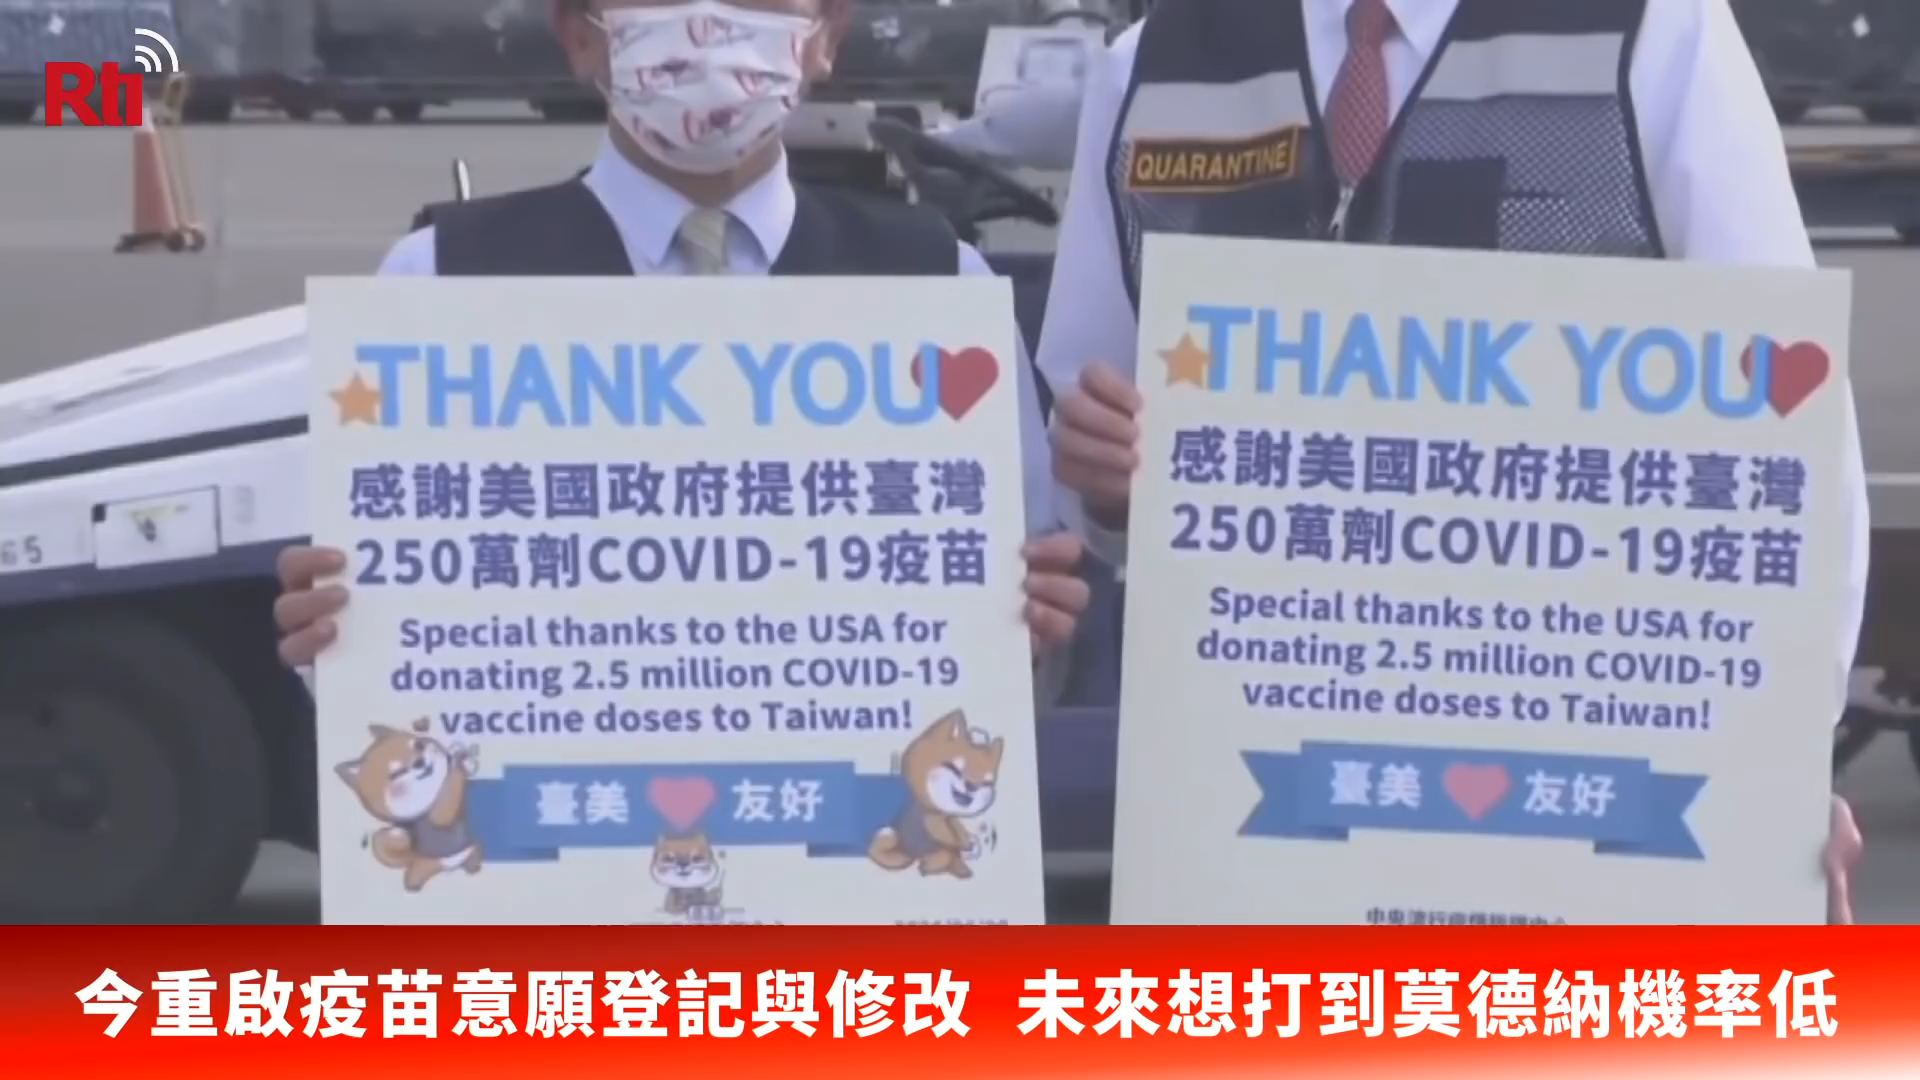 Rti
QUARANTINE
THANK YOU
感謝美國政府提供臺灣
250萬劑COVID-19疫苗
Special thanks to the USA for
donating 2.5 million COVID-19
vaccine doses to Taiwan!
臺美 友好
THANK YOU
感謝美國政府提供臺灣
250萬劑COVID-19疫苗
Special thanks to the USA for
donating 2.5 million COVID-19
vaccine doses to Taiwan!
臺美 友好
65
今重啟疫苗意願登記與修改 未來想打到莫德納機率低